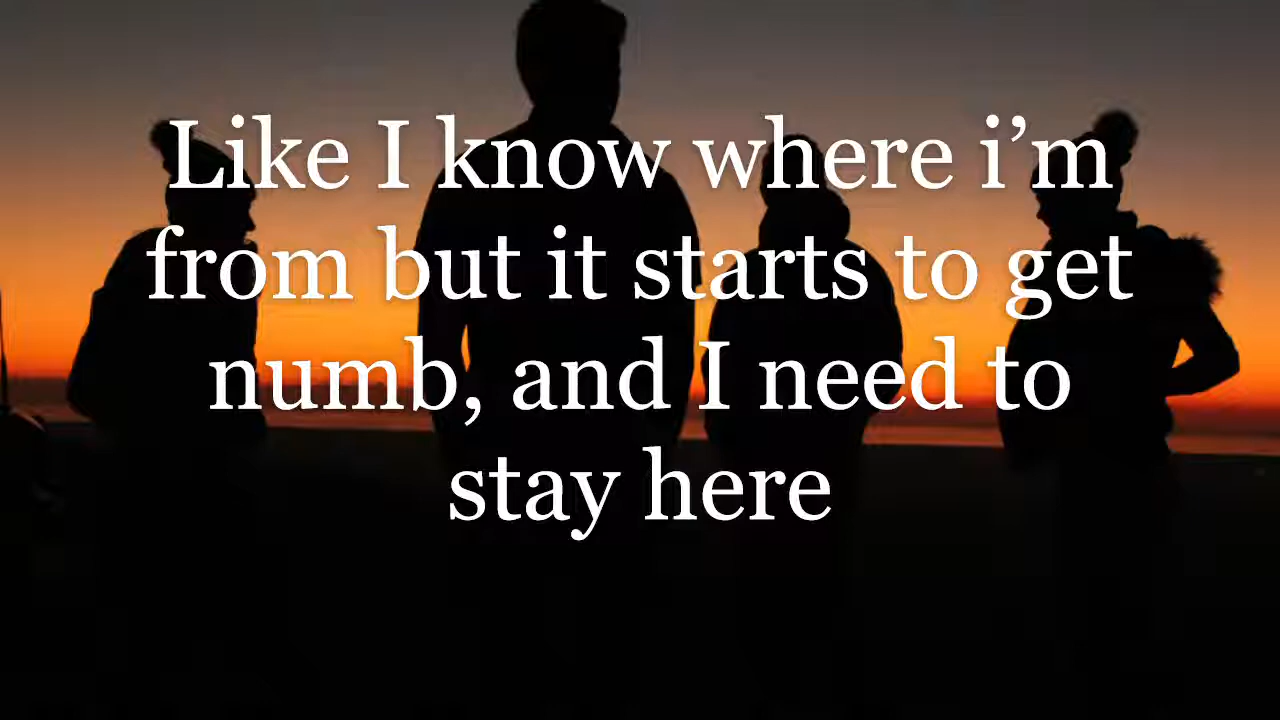 Like I know where i’m
from but it starts to get
numb, and I need to
stay here